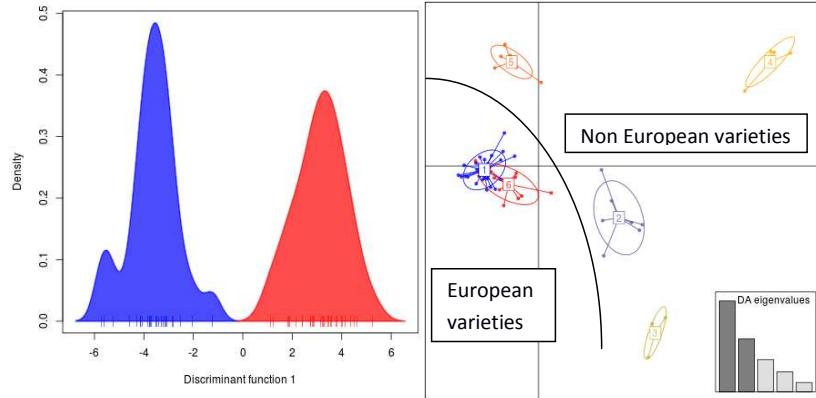 0.5
0.4
0.3
0.2
0.1
0.0
Density
-6 -4 -2 0 2 4 6
Discriminant function 1
5
4
Non European varieties
1
6
2
European
varieties
3
DA eigenvalues